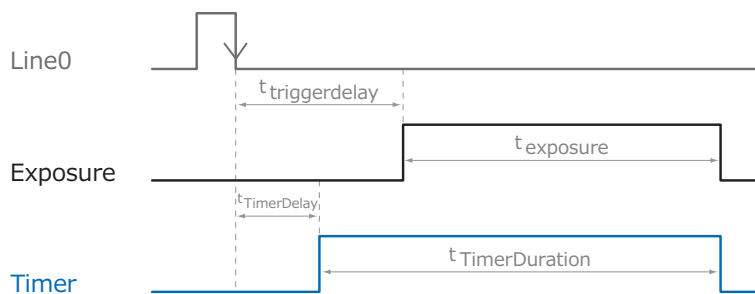 Line0
t triggerdelay
Exposure
t exposure
t TimerDelay
Timer
t TimerDuration